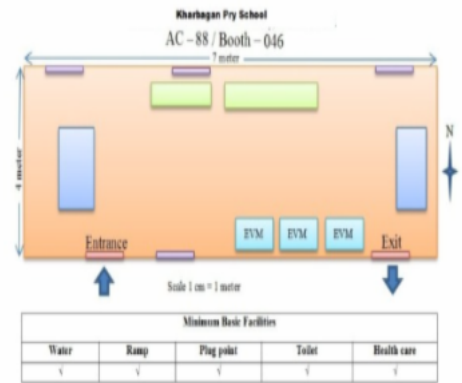 Kharbagan Pry School
AC – 88 / Booth – 046
7 meter
4 meter
N
EVM EVM EVM
Entrance
Exit
Scale 1 cm = 1 meter
Minimum Basic Facilities
Water Ramp Plug point Toilet Health care
√ √ √ √ √